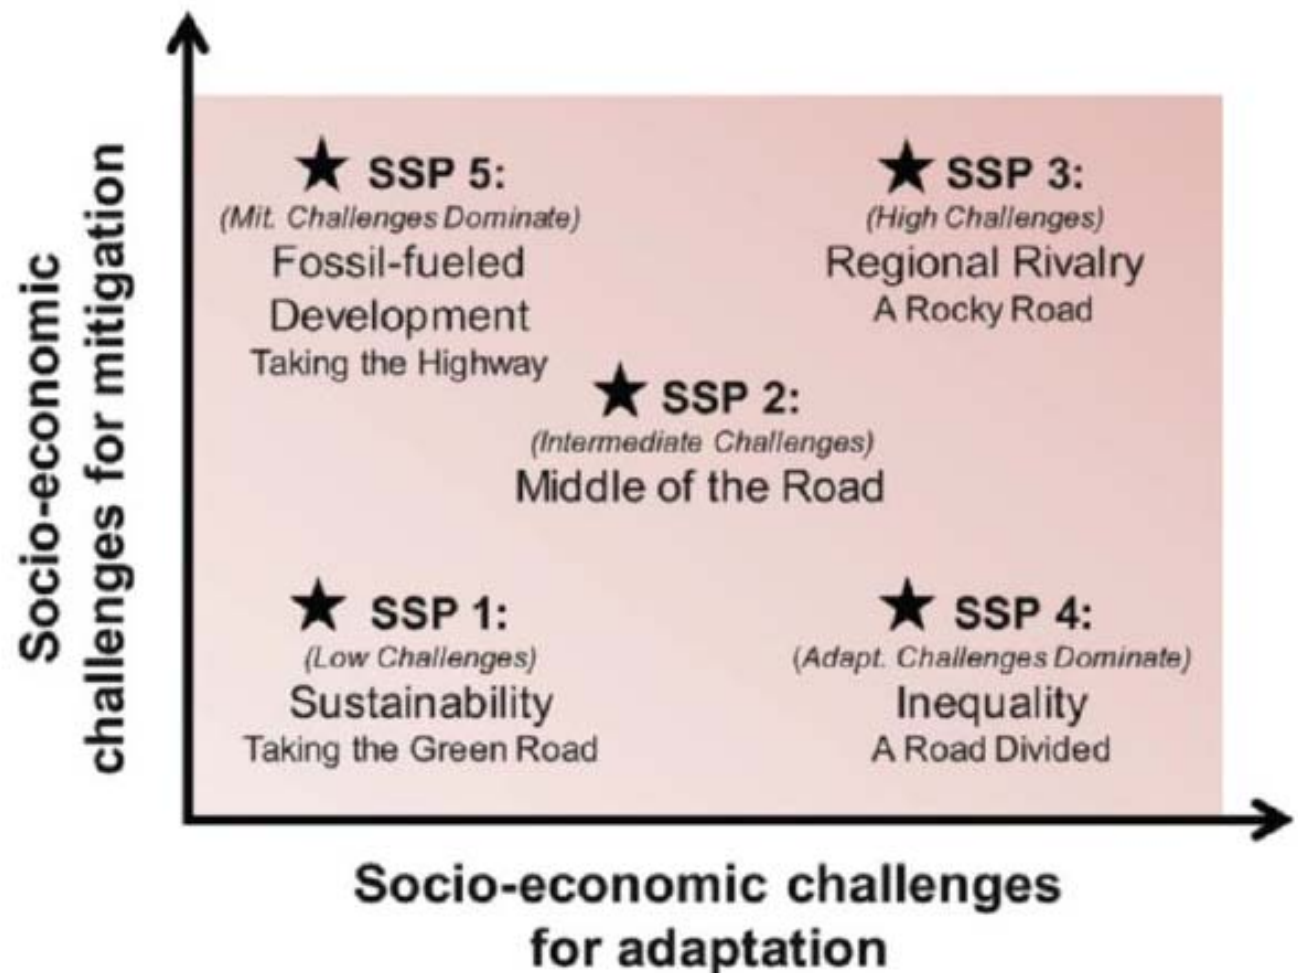 Socio-economic
challenges for mitigation
SSP 5:
(Mit. Challenges Dominate)
Fossil-fueled
Development
Taking the Highway
SSP 3:
(High Challenges)
Regional Rivalry
A Rocky Road
SSP 2:
(Intermediate Challenges)
Middle of the Road
SSP 1:
(Low Challenges)
Sustainability
Taking the Green Road
SSP 4:
(Adapt. Challenges Dominate)
Inequality
A Road Divided
Socio-economic challenges
for adaptation